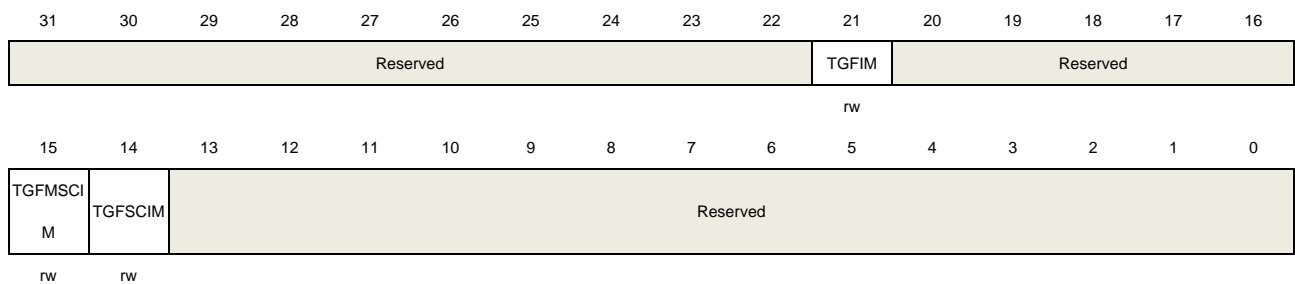 31 30 29 28 27 26 25 24 23 22 21 20 19 18 17 16
Reserved TGFIM Reserved
rw
15 14 13 12 11 10 9 8 7 6 5 4 3 2 1 0
TGFMSCI
M
TGFSCIM
Reserved
rw rw